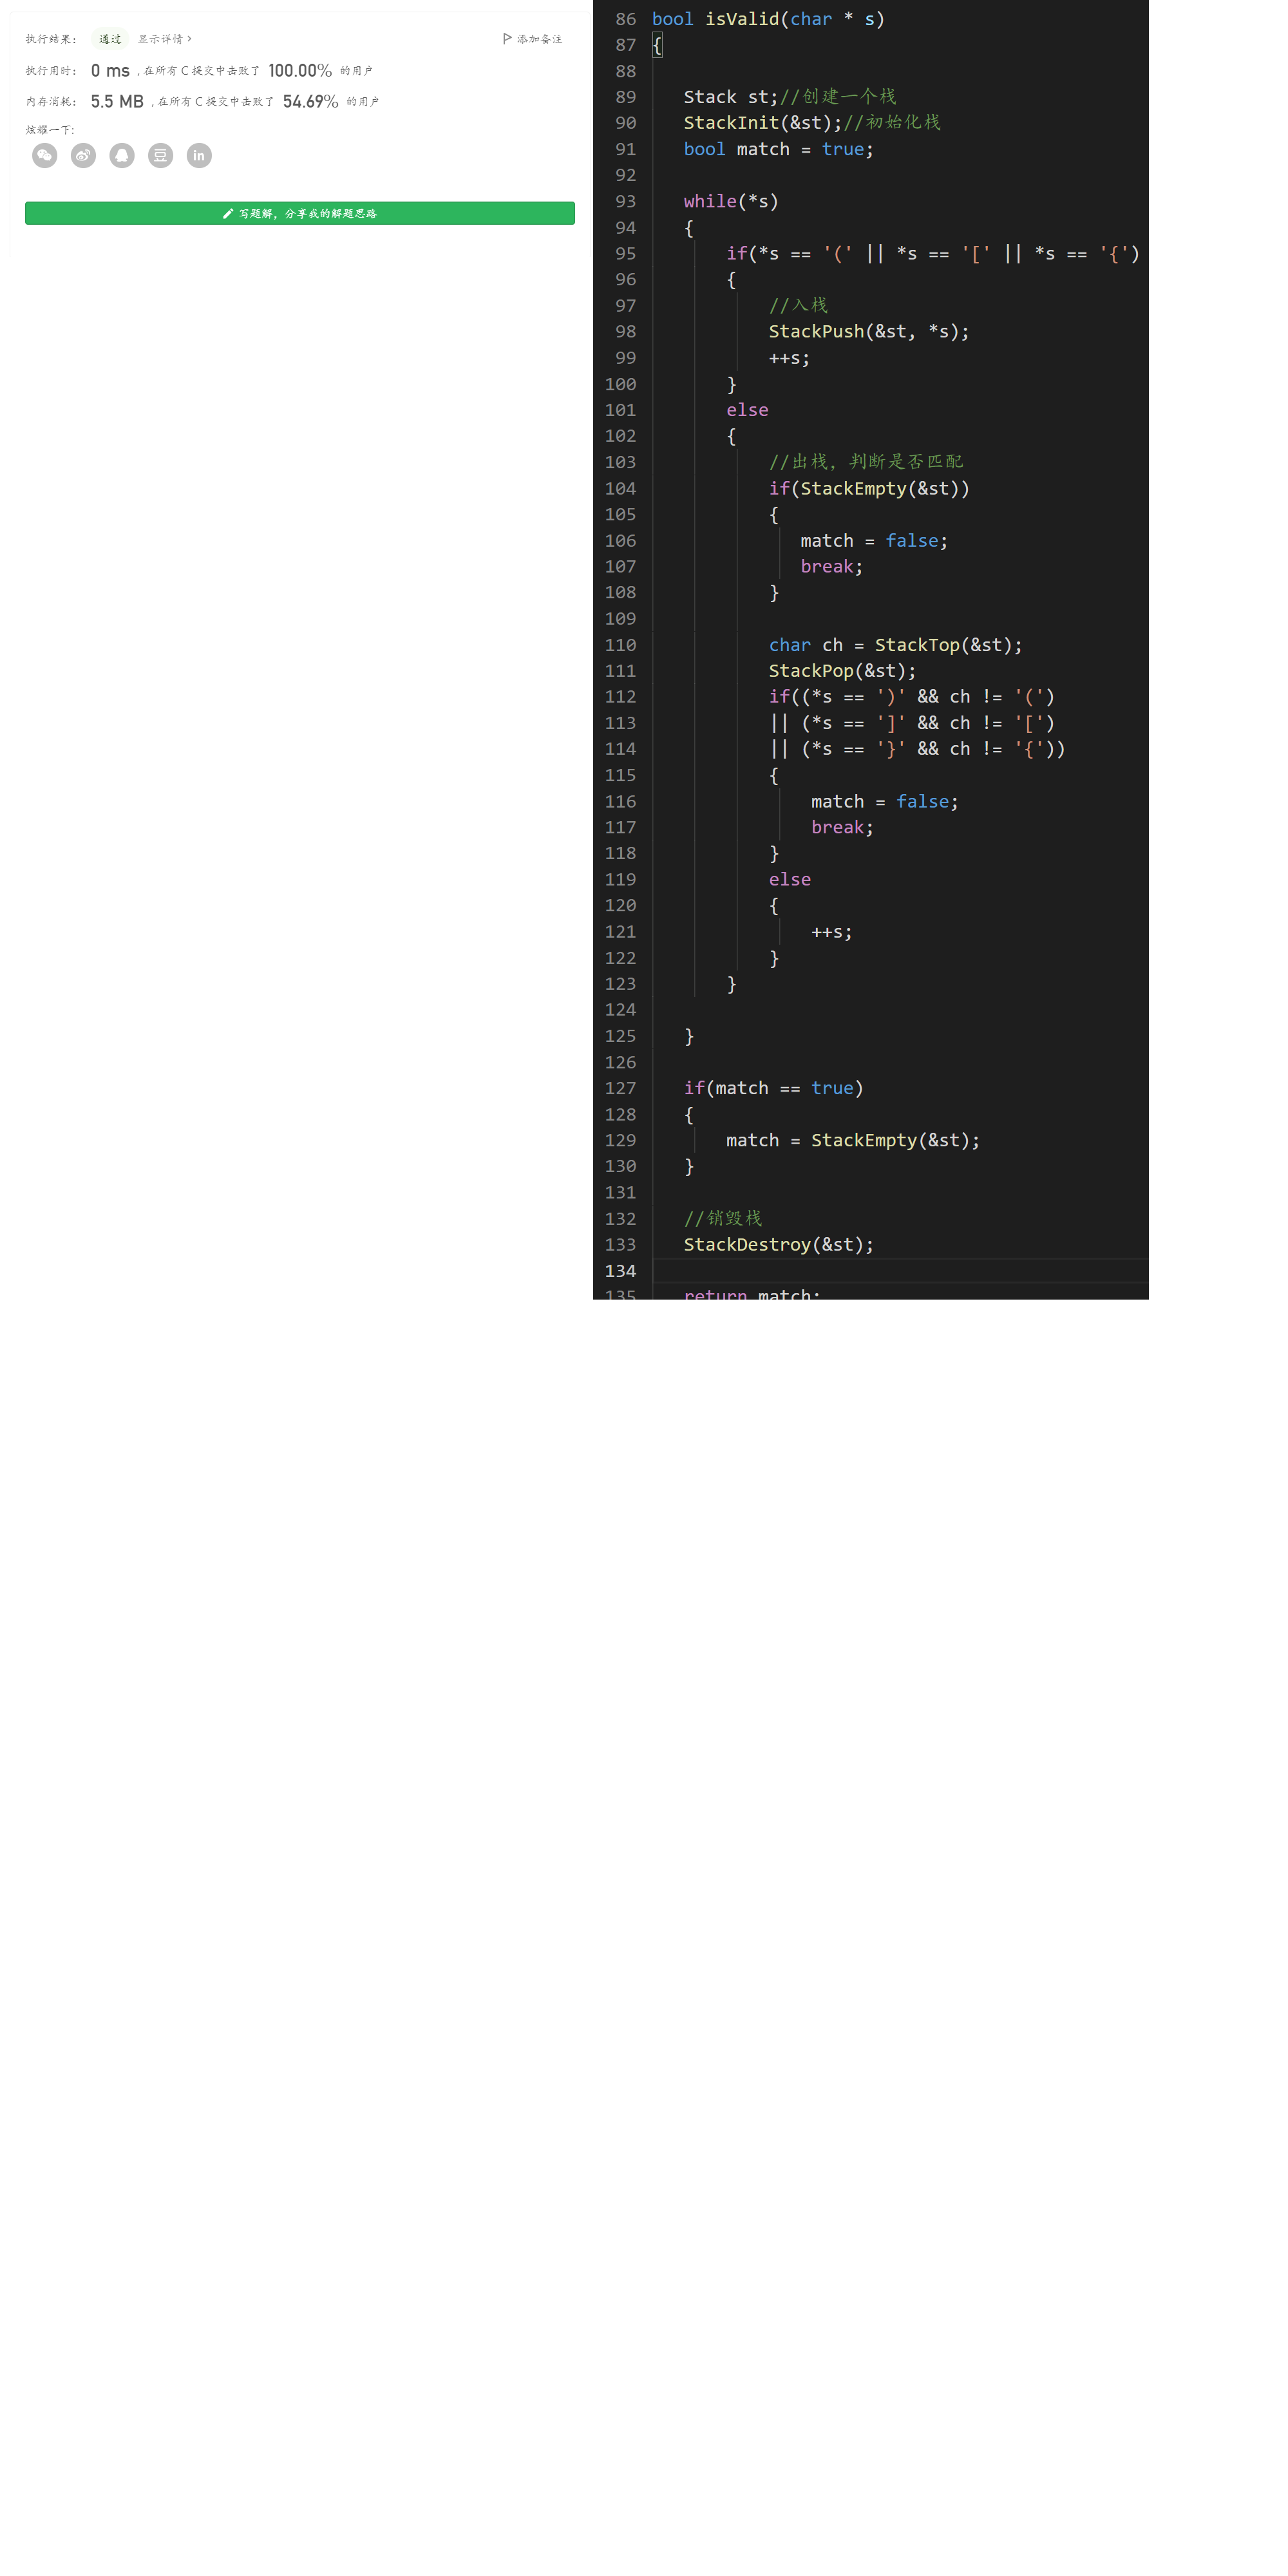 执行结果： 通过 显示详情 › 添加备注
执行用时： 0 ms , 在所有 C 提交中击败了 100.00% 的用户
内存消耗： 5.5 MB , 在所有 C 提交中击败了 54.69% 的用户
炫耀一下:
豆 in
写题解，分享我的解题思路
86 bool isValid(char * s)
87 {
88
89 Stack st;//创建一个栈
90 StackInit(&st);//初始化栈
91 bool match = true;
92
93 while(*s)
94 {
95 if(*s == '(' || *s == '[' || *s == '{')
96 {
97 //入栈
98 StackPush(&st, *s);
99 ++s;
100 }
101 else
102 {
103 //出栈，判断是否匹配
104 if(StackEmpty(&st))
105 {
106 match = false;
107 break;
108 }
109
110 char ch = StackTop(&st);
111 StackPop(&st);
112 if((*s == ')' && ch != '(')
113 || (*s == ']' && ch != '[')
114 || (*s == '}' && ch != '{'))
115 {
116 match = false;
117 break;
118 }
119 else
120 {
121 ++s;
122 }
123 }
124
125 }
126
127 if(match == true)
128 {
129 match = StackEmpty(&st);
130 }
131
132 //销毁栈
133 StackDestroy(&st);
134
135 return match;